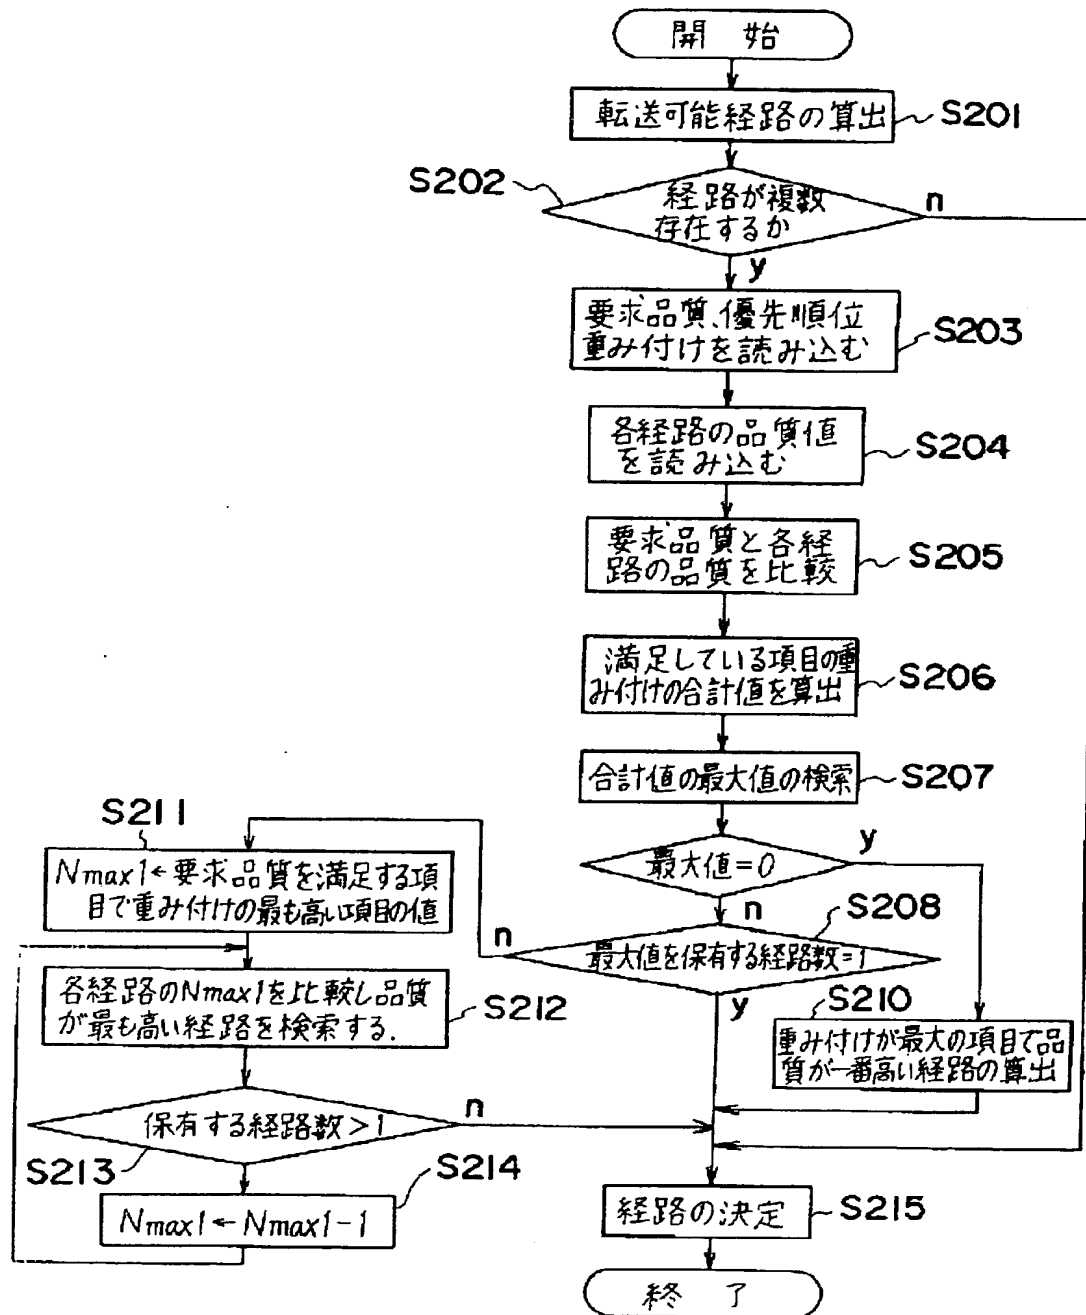 開 始
転送可能経路の算出
S201
S202
経路が複数
存在するか
n
y
要求品質、優先順位
重み付けを読み込む
S203
各経路の品質値
を読み込む
S204
要求品質と各経
路の品質を比較
S205
満足している項目の重
み付けの合計値を算出
S206
合計値の最大値の検索
S207
最大値=0
y
n
S208
最大値を保有する経路数=1
n
y
S210
重み付けが最大の項目で品
質が一番高い経路の算出
S211
Nmax1←要求品質を満足する項
目で重み付けの最も高い項目の値
各経路のNmax1を比較し品質
が最も高い経路を検索する.
S212
保有する経路数>1
n
S213
S214
Nmax1←Nmax1-1
経路の決定
S215
終 了